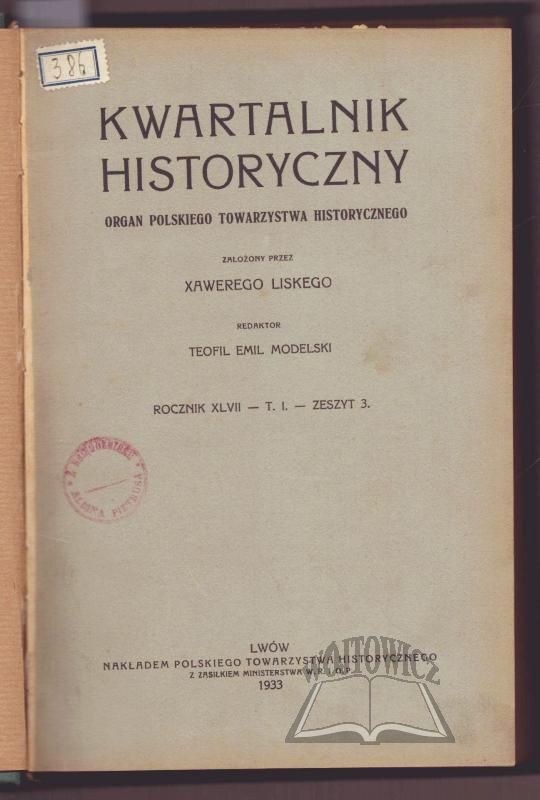 386
KWARTALNIK
HISTORYCZNY
ORGAN POLSKIEGO TOWARZYSTWA HISTORYCZNEGO
ZAŁOŻONY PRZEZ
XAWEREGO LISKEGO
REDAKTOR
TEOFIL EMIL MODELSKI
ROCZNIK XLVII — T. I. — ZESZYT 3.
LWÓW
NAKŁADEM POLSKIEGO TOWARZYSTWA HISTORYCZNEGO
Z ZASIŁKIEM MINISTERSTWA W. R. I O. P.
1933
WÓJTOWICZ